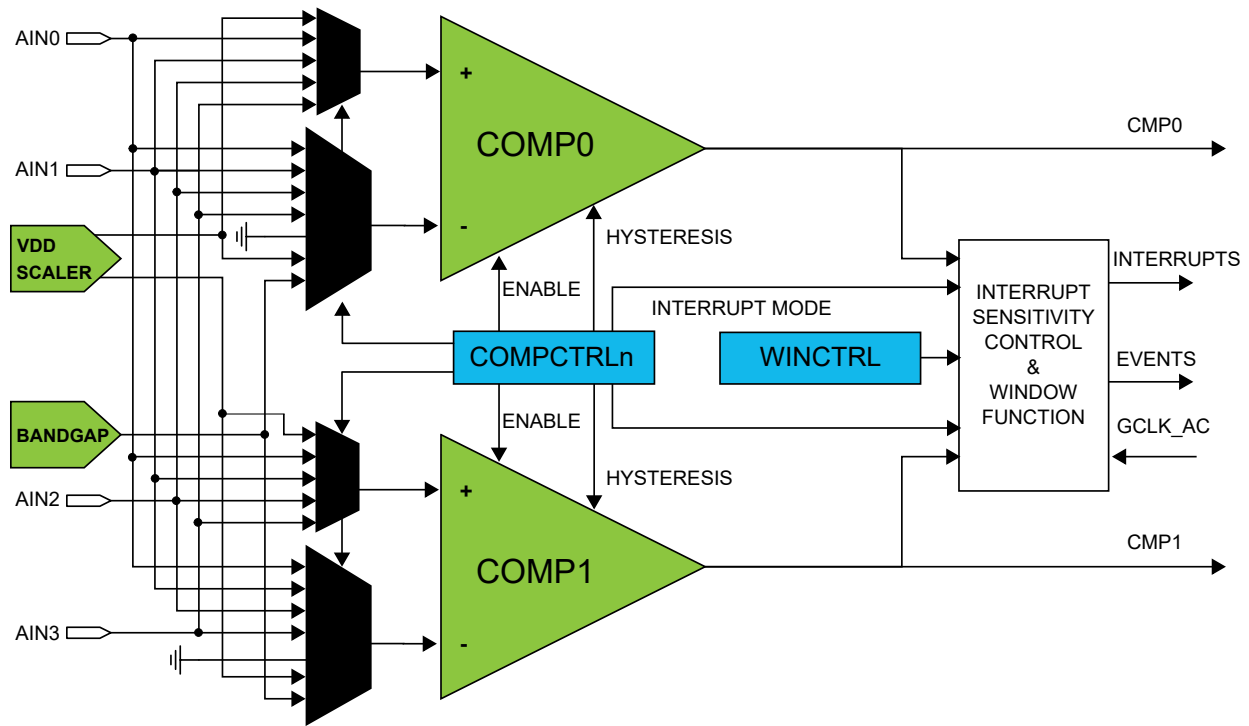 AIN0
+
COMP0
CMP0
AIN1
-
HYSTERESIS
VDD
SCALER
ENABLE
INTERRUPT MODE
INTERRUPTS
INTERRUPT
SENSITIVITY
CONTROL
&
WINDOW
FUNCTION
COMPCTRLn
WINCTRL
EVENTS
BANDGAP
ENABLE
GCLK_AC
HYSTERESIS
AIN2
+
COMP1
CMP1
AIN3
-